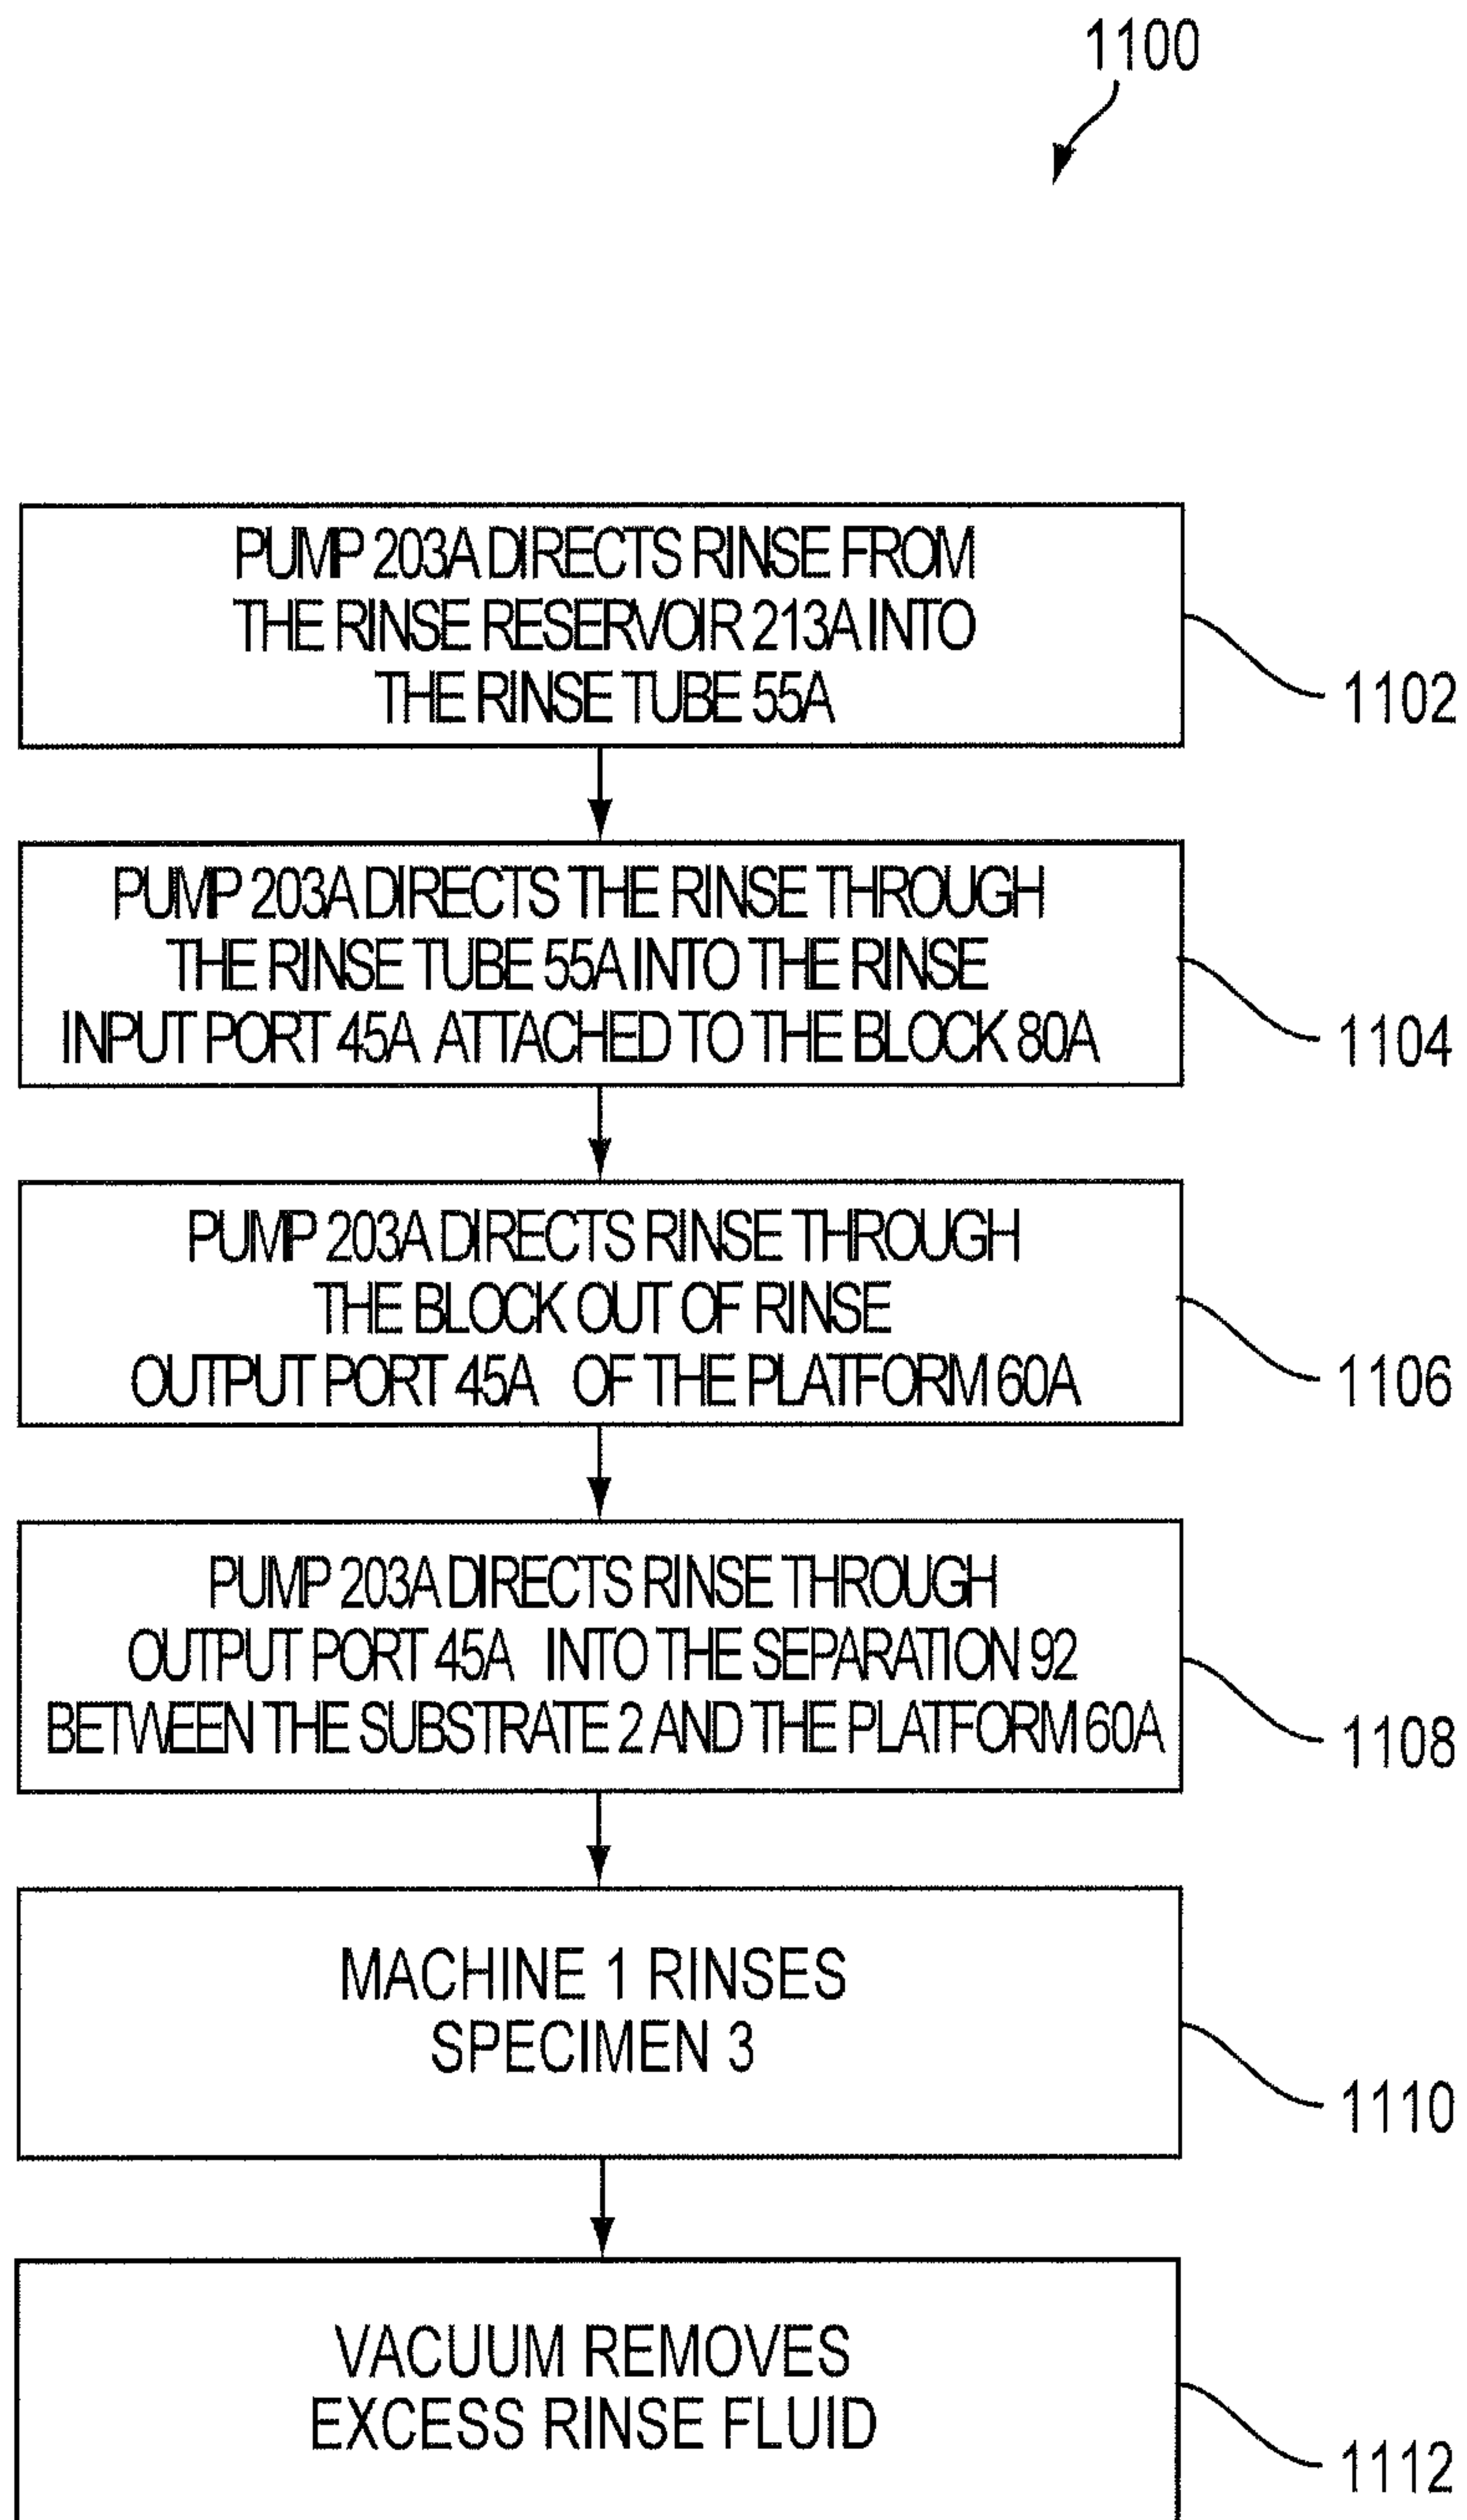 1100
PUMP 203A DIRECTS RINSE FROM
THE RINSE RESERVOIR 213A INTO
THE RINSE TUBE 55A
1102
PUMP 203A DIRECTS THE RINSE THROUGH
THE RINSE TUBE 55A INTO THE RINSE
INPUT PORT 45A ATTACHED TO THE BLOCK 80A
1104
PUMP 203A DIRECTS RINSE THROUGH
THE BLOCK OUT OF RINSE
OUTPUT PORT 45A OF THE PLATFORM 60A
1106
PUMP 203A DIRECTS RINSE THROUGH
OUTPUT PORT 45A INTO THE SEPARATION 92
BETWEEN THE SUBSTRATE 2 AND THE PLATFORM 60A
1108
MACHINE 1 RINSES
SPECIMEN 3
1110
VACUUM REMOVES
EXCESS RINSE FLUID
1112